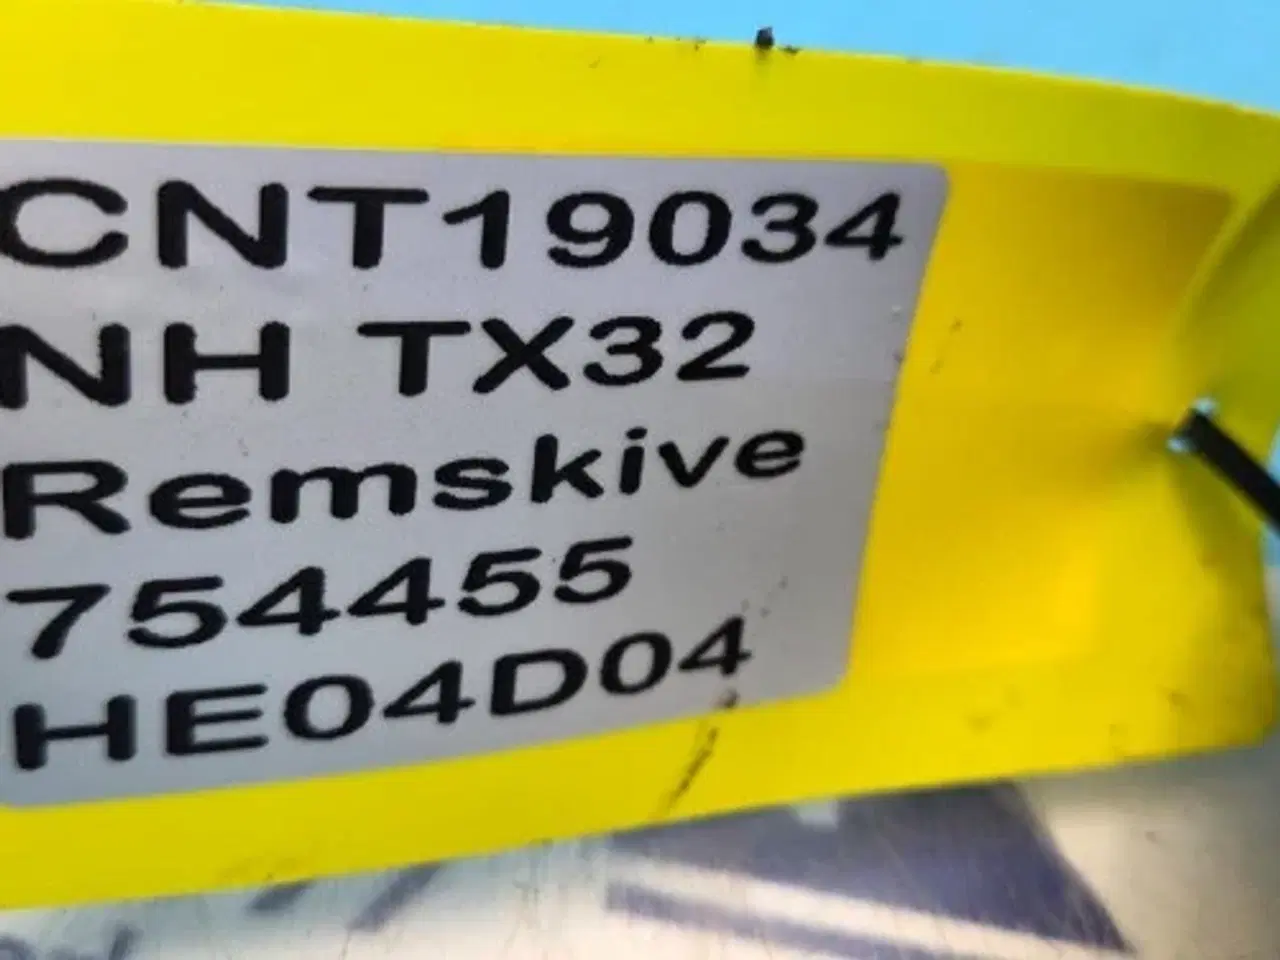 CNT19034
NH TX32
Remskive
754455
HE04D04